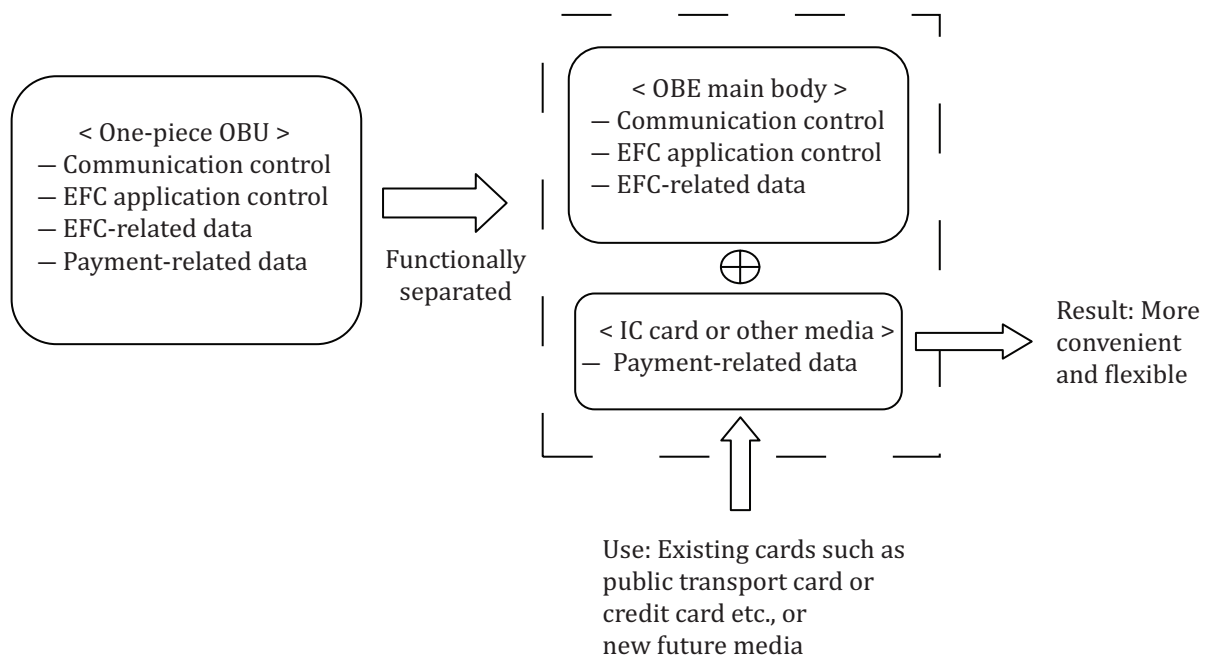 < One-piece OBU >
— Communication control
— EFC application control
— EFC-related data
— Payment-related data
Functionally
separated
< OBE main body >
— Communication control
— EFC application control
— EFC-related data
< IC card or other media >
— Payment-related data
Result: More
convenient
and flexible
Use: Existing cards such as
public transport card or
credit card etc., or
new future media